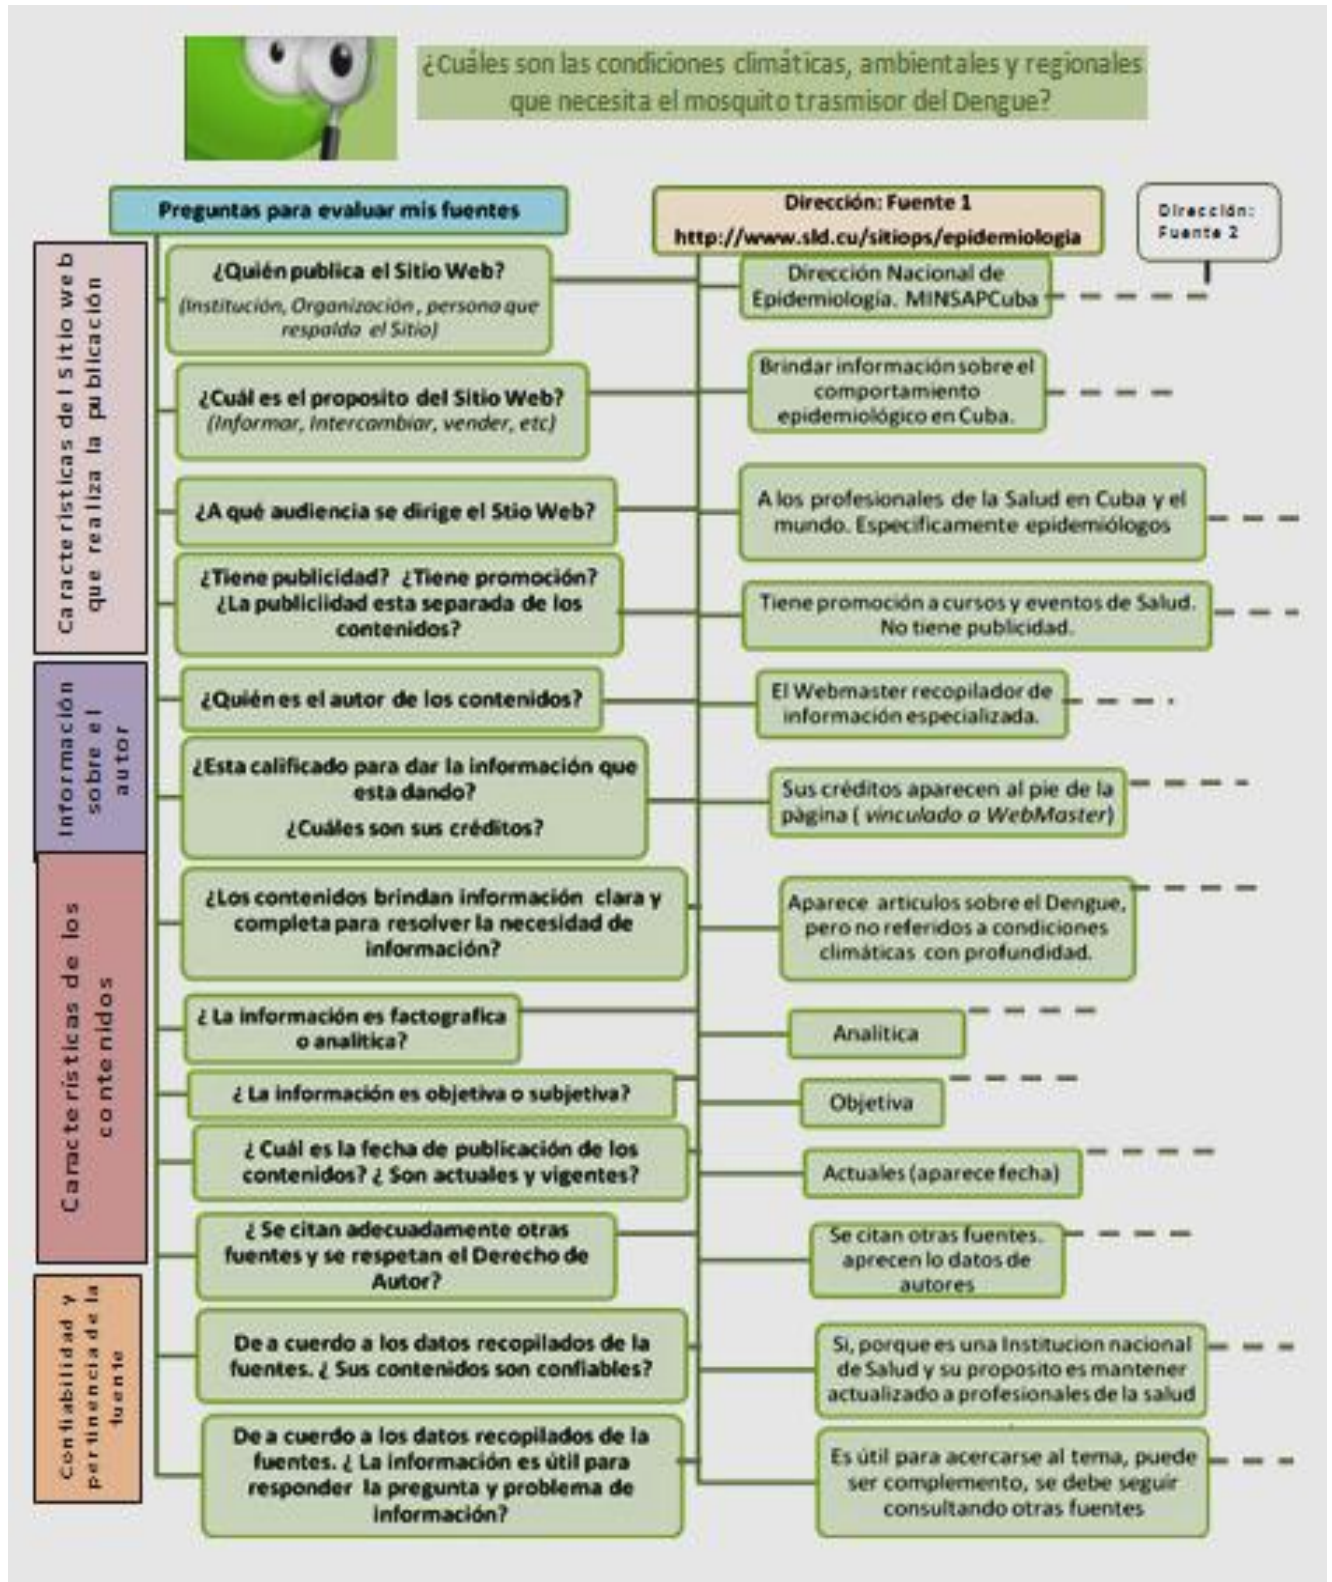 ¿Cuáles son las condiciones climáticas, ambientales y regionales
que necesita el mosquito trasmisor del Dengue?
Preguntas para evaluar mis fuentes
Dirección: Fuente 1
http://www.sld.cu/sitiops/epidemiologia
Dirección:
Fuente 2
Caracteristicas del Sitio web
que realiza la publicación
¿Quién publica el Sitio Web?
(Institución, Organización, persona que
respalda el Sitio)
Dirección Nacional de
Epidemiología. MINSAPCuba
¿Cuál es el proposito del Sitio Web?
(Informar, Intercambiar, vender, etc)
Brindar información sobre el
comportamiento
epidemiológico en Cuba.
¿A qué audiencia se dirige el Stio Web?
A los profesionales de la Salud en Cuba y el
mundo. Especificamente epidemiólogos
¿Tiene publicidad? ¿Tiene promoción?
¿La publiciidad esta separada de los
contenidos?
Tiene promoción a cursos y eventos de Salud.
No tiene publicidad.
Información
sobre el
autor
¿Quién es el autor de los contenidos?
El Webmaster recopilador de
información especializada.
¿Esta calificado para dar la información que
esta dando?
¿Cuáles son sus créditos?
Sus créditos aparecen al pie de la
pàgina ( vinculado a WebMaster)
Características de los
contenidos
¿Los contenidos brindan información clara y
completa para resolver la necesidad de
información?
Aparece articulos sobre el Dengue,
pero no referidos a condiciones
climáticas con profundidad.
¿ La información es factografica
o analitica?
Analítica
¿ La información es objetiva o subjetiva?
Objetiva
¿ Cuál es la fecha de publicación de los
contenidos? ¿ Son actuales y vigentes?
Actuales (aparece fecha)
¿ Se citan adecuadamente otras
fuentes y se respetan el Derecho de
Autor?
Se citan otras fuentes.
aprecen lo datos de
autores
Confiabilidad y
pertinencia de la
fuente
De a cuerdo a los datos recopilados de la
fuentes. ¿ Sus contenidos son confiables?
Si, porque es una Institucion nacional
de Salud y su proposito es mantener
actualizado a profesionales de la salud
De a cuerdo a los datos recopilados de la
fuentes. ¿ La información es útil para
responder la pregunta y problema de
información?
Es útil para acercarse al tema, puede
ser complemento, se debe seguir
consultando otras fuentes